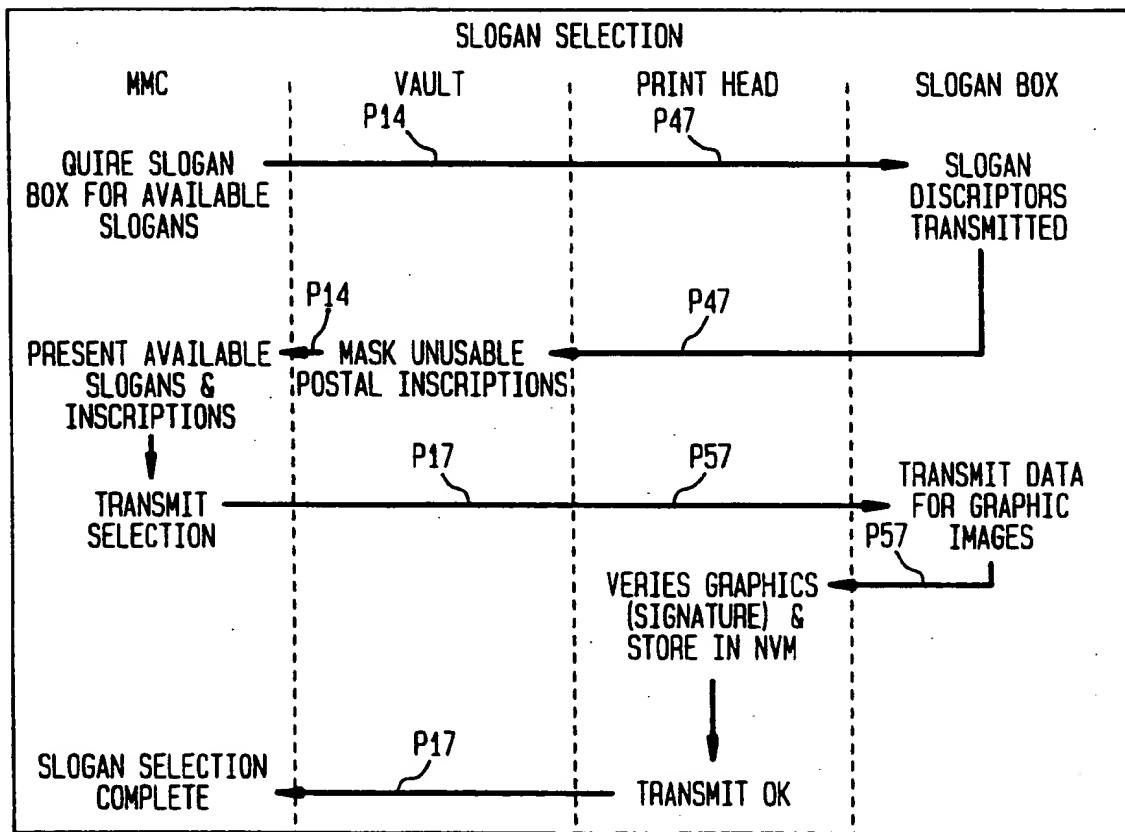 SLOGAN SELECTION
MMC VAULT PRINT HEAD SLOGAN BOX
P14 P47
QUIRE SLOGAN
BOX FOR AVAILABLE
SLOGANS
SLOGAN
DISCRIPTORS
TRANSMITTED
P14 P47
PRESENT AVAILABLE
SLOGANS &
INSCRIPTIONS
MASK UNUSABLE
POSTAL INSCRIPTIONS
P17 P57
TRANSMIT
SELECTION
TRANSMIT DATA
FOR GRAPHIC
IMAGES
P57
VERIES GRAPHICS
(SIGNATURE) &
STORE IN NVM
P17
SLOGAN SELECTION
COMPLETE
TRANSMIT OK